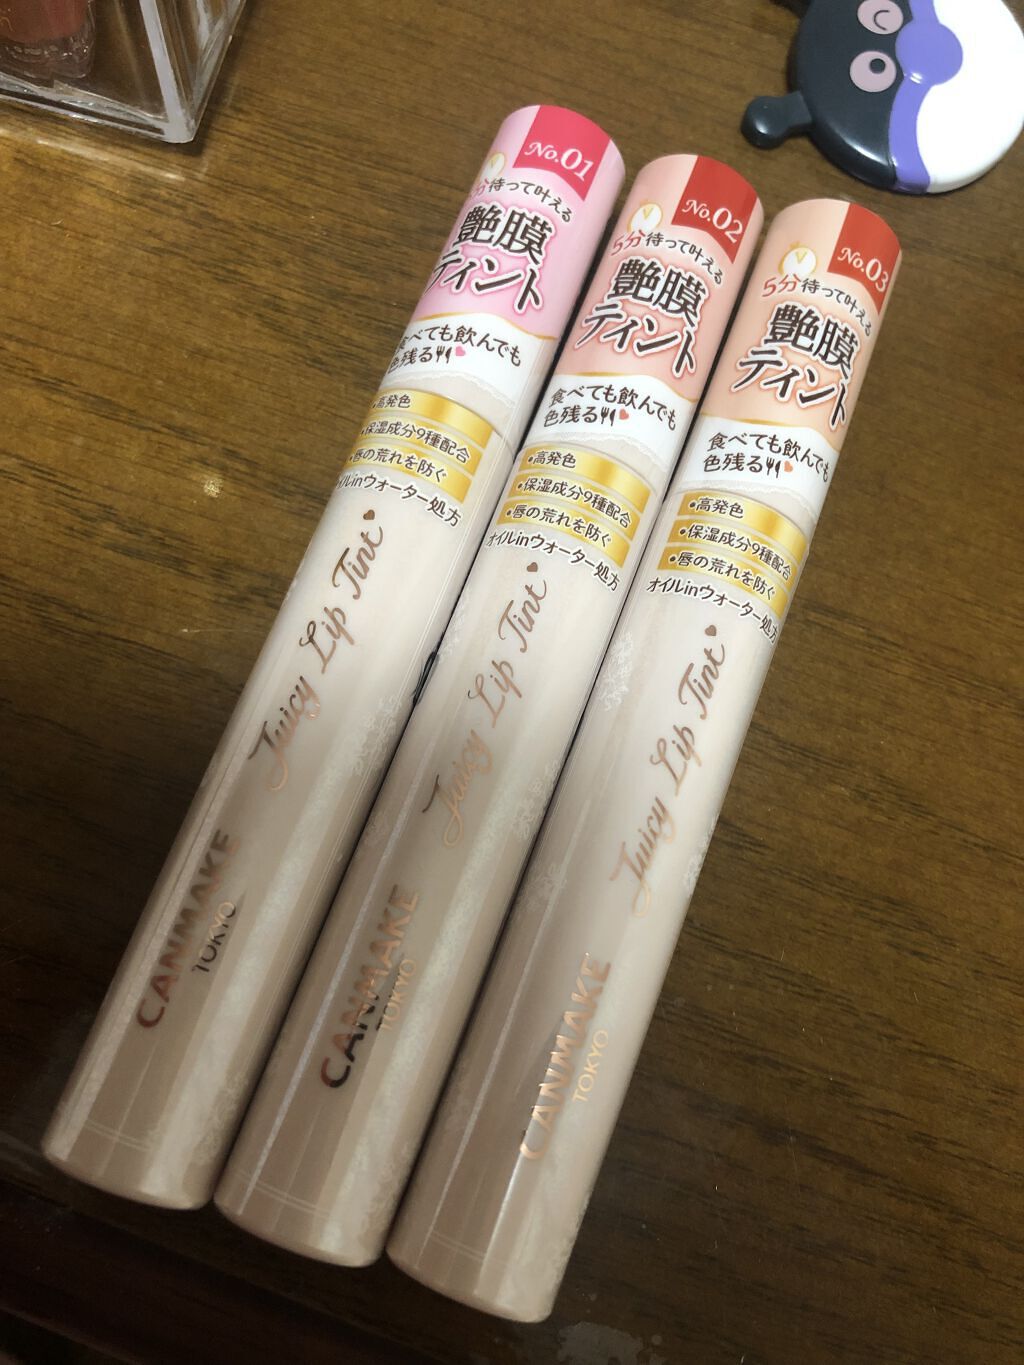 No.01
5分待って叶える
艶膜
ティント
食べても飲んでも
色残る
•高発色
•保湿成分9種配合
•唇の荒れを防ぐ
オイルinウォーター処方
Juicy Lip Tint
CANMAKE
TOKYO
No.02
5分待って叶える
艶膜
ティント
食べても飲んでも
色残る
•高発色
•保湿成分9種配合
•唇の荒れを防ぐ
オイルinウォーター処方
Juicy Lip Tint
CANMAKE
TOKYO
No.03
5分待って叶える
艶膜
ティント
食べても飲んでも
色残る
•高発色
•保湿成分9種配合
•唇の荒れを防ぐ
オイルinウォーター処方
Juicy Lip Tint
CANMAKE
TOKYO